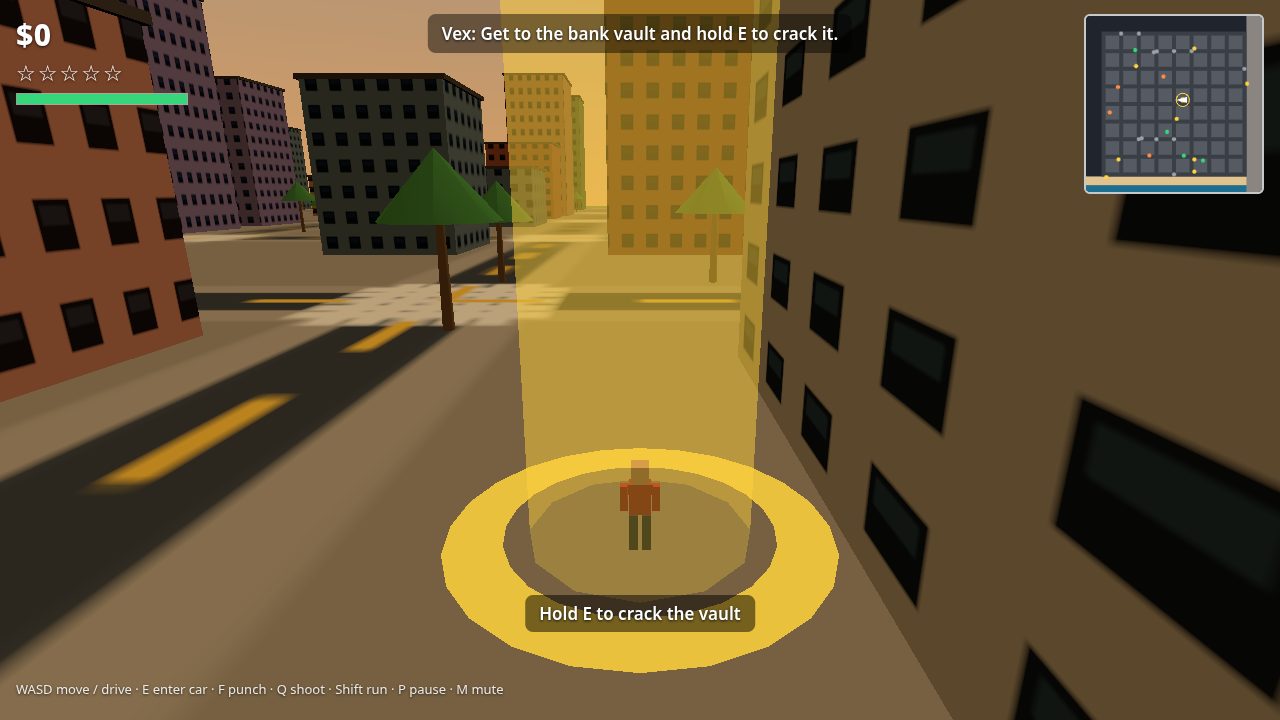 Vex: Get to the bank vault and hold E to crack it.
$0
☆☆☆☆☆
Hold E to crack the vault
WASD move / drive · E enter car · F punch · Q shoot · Shift run · P pause · M mute